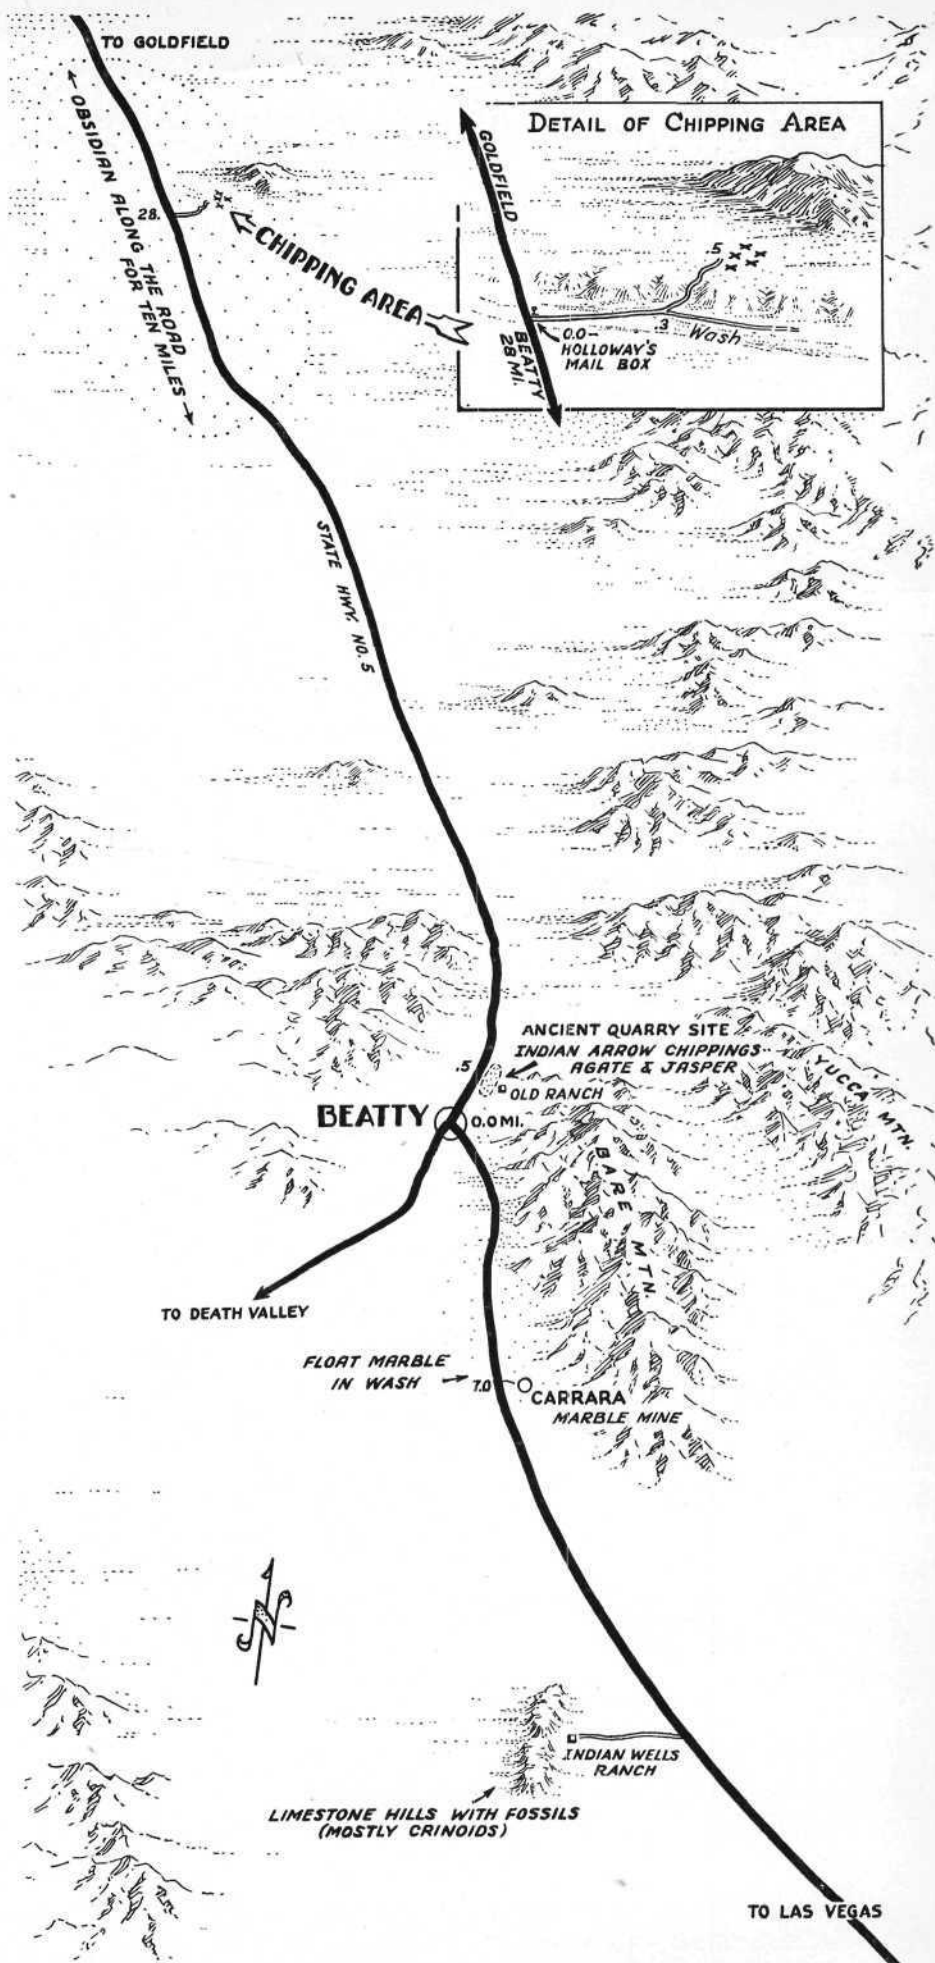 TO GOLDFIELD
← OBSIDIAN ALONG THE ROAD
FOR TEN MILES →
28.
CHIPPING AREA
DETAIL OF CHIPPING AREA
GOLDFIELD
.5
.3
Wash
0.0-
HOLLOWAY'S
MAIL BOX
BEATTY
28 MI.
STATE HWY. NO. 5
ANCIENT QUARRY SITE
INDIAN ARROW CHIPPINGS
AGATE & JASPER
.5
OLD RANCH
YUCCA MTN.
BEATTY
0.0 MI.
BARE MTN.
TO DEATH VALLEY
FLOAT MARBLE
IN WASH
7.0
CARRARA
MARBLE MINE
N
INDIAN WELLS
RANCH
LIMESTONE HILLS WITH FOSSILS
(MOSTLY CRINOIDS)
TO LAS VEGAS